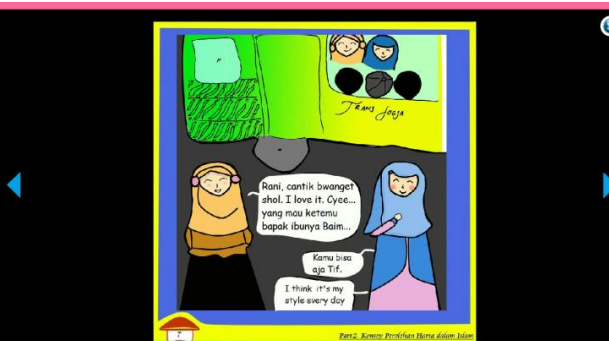 TRANS JOGJA
Rani, cantik bwanget
shol. I love it. Cyee...
yang mau ketemu
bapak ibunya Baim...
Kamu bisa
aja Tif.
I think it's my
style every day
Part2. Konsep Perolehan Harta dalam Islam